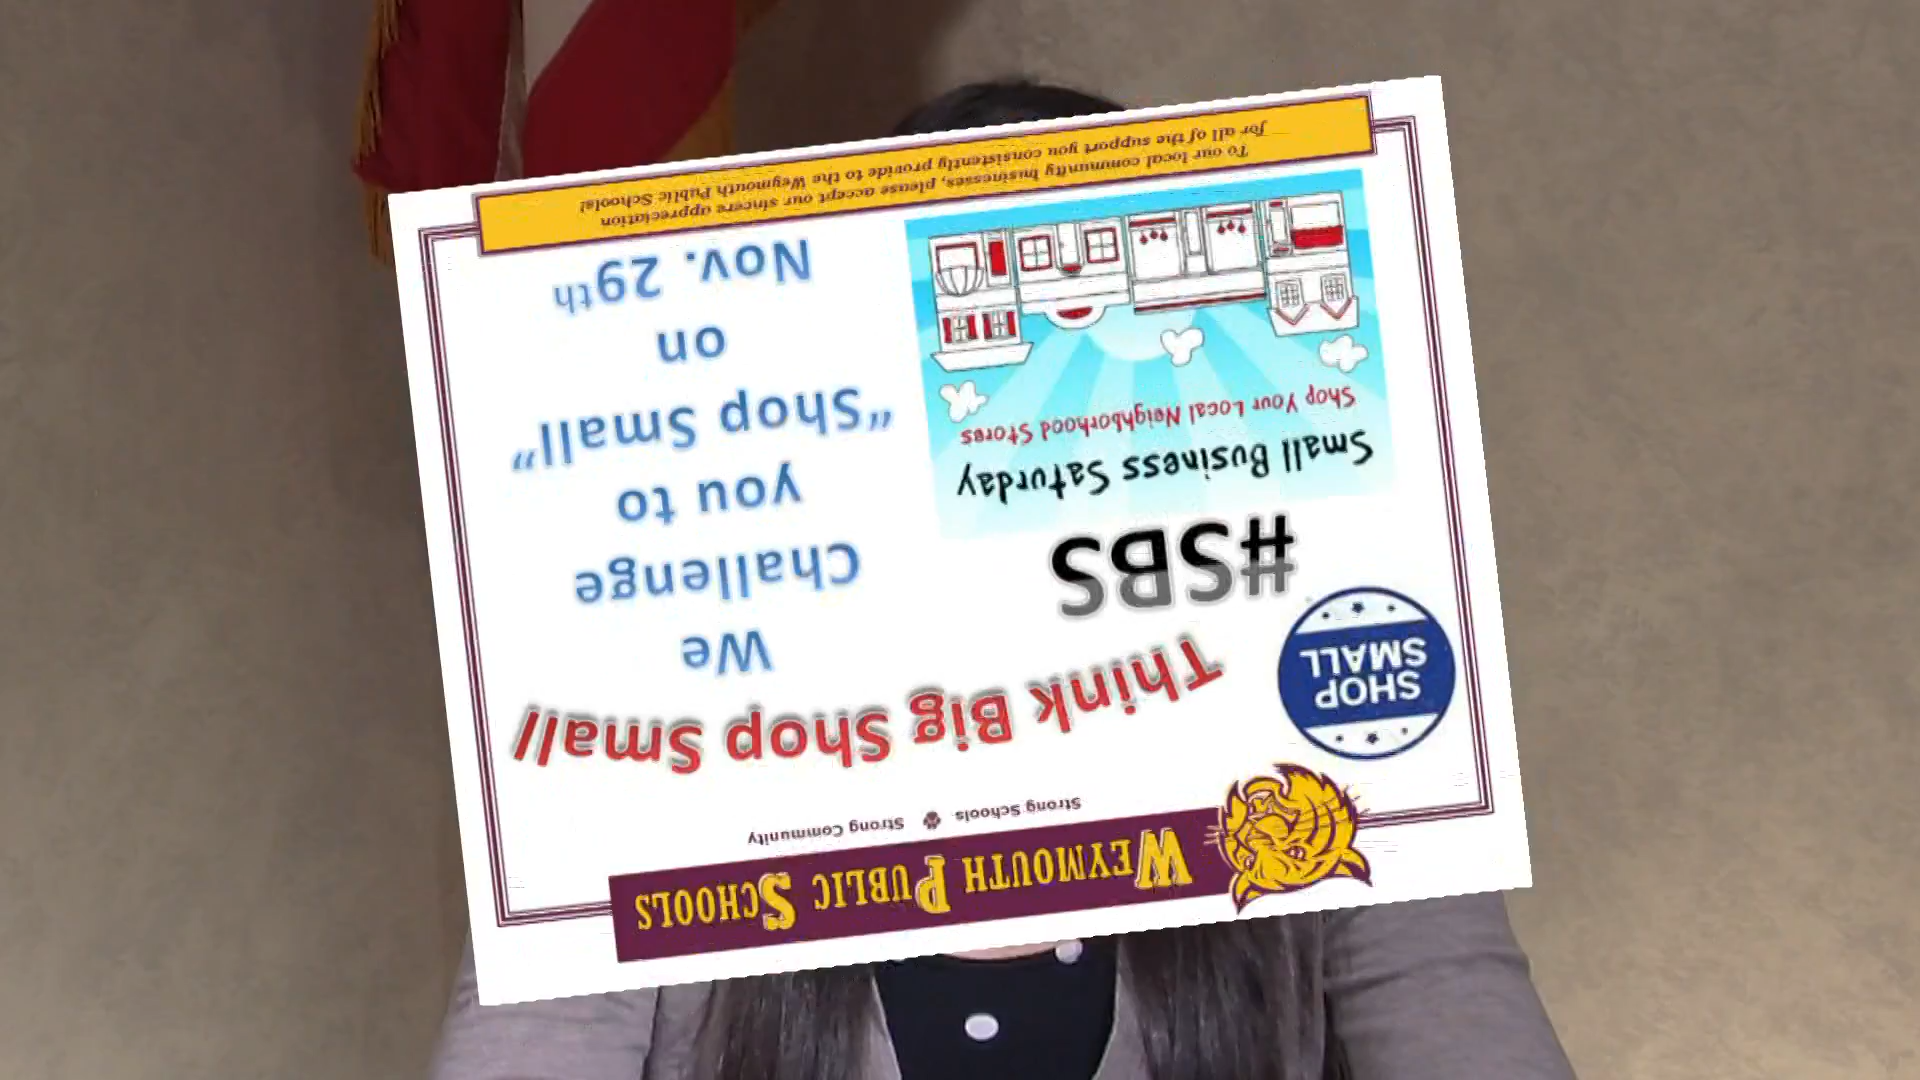 WEYMOUTH PUBLIC SCHOOLS
Strong Schools Strong Community
SHOP
SMALL
Think Big Shop Small
#SBS
Small Business Saturday
Shop Your Local Neighborhood Stores
We
Challenge
you to
“Shop Small”
on
Nov. 29th
To our local community businesses, please accept our sincere appreciation
for all of the support you consistently provide to the Weymouth Public Schools!